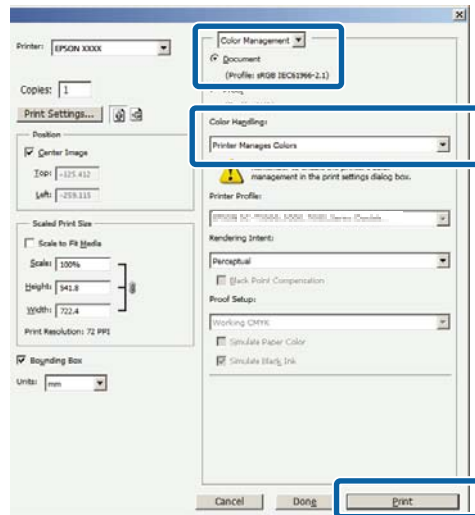 Printer: EPSON XXXX
Copies: 1
Print Settings...
Position
Center Image
Top: -125.412
Left: -259.115
Scaled Print Size
Scale to Fit Media
Scale: 100%
Height: 541.8
Width: 722.4
Print Resolution: 72 PPI
Bounding Box
Units: mm
Color Management
Document
(Profile: sRGB IEC61966-2.1)
Color Handling:
Printer Manages Colors
management in the print settings dialog box.
Printer Profile:
Rendering Intent:
Perceptual
Black Point Compensation
Proof Setup:
Working CMYK
Simulate Paper Color
Simulate Black Ink
Cancel
Done
Print